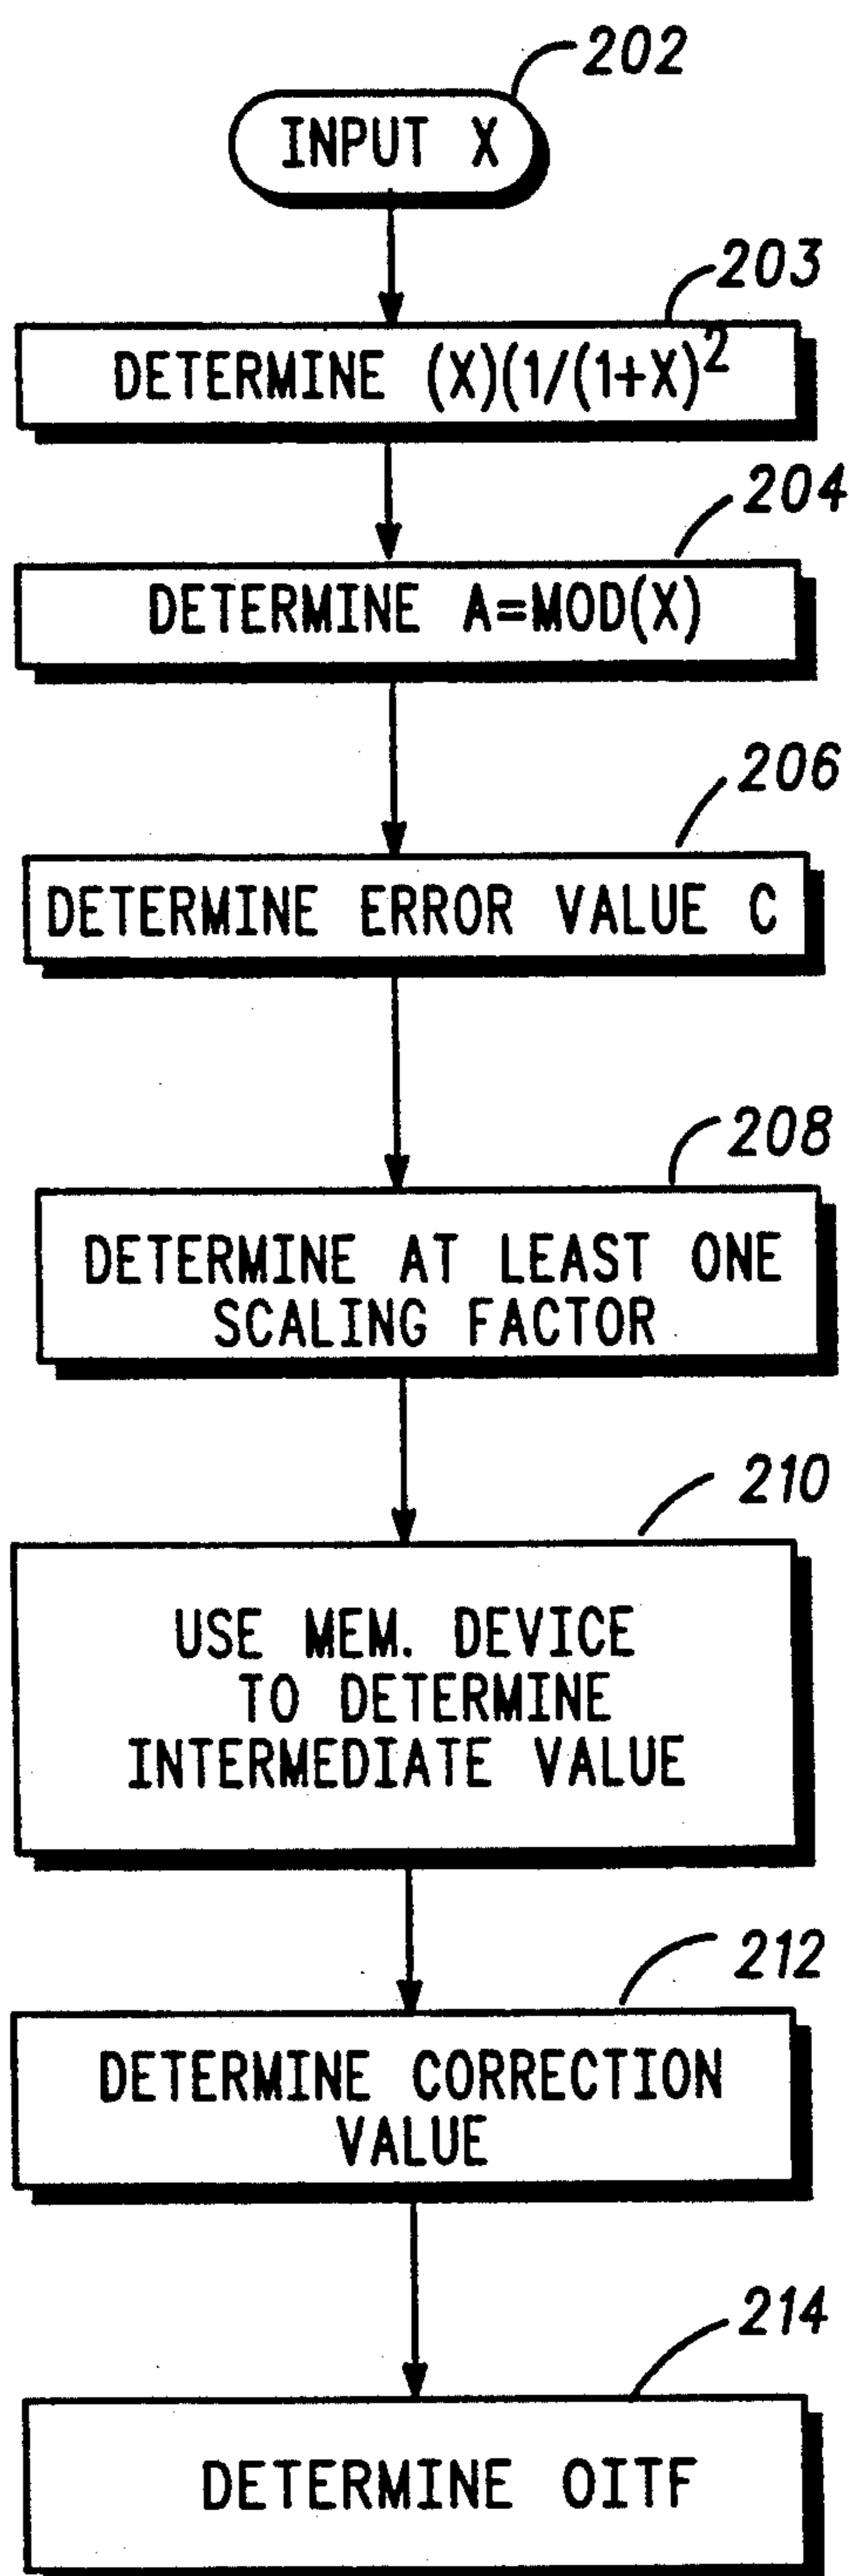 202
INPUT X
203
DETERMINE (X)(1/(1+X)²
204
DETERMINE A=MOD(X)
206
DETERMINE ERROR VALUE C
208
DETERMINE AT LEAST ONE
SCALING FACTOR
210
USE MEM. DEVICE
TO DETERMINE
INTERMEDIATE VALUE
212
DETERMINE CORRECTION
VALUE
214
DETERMINE OITF